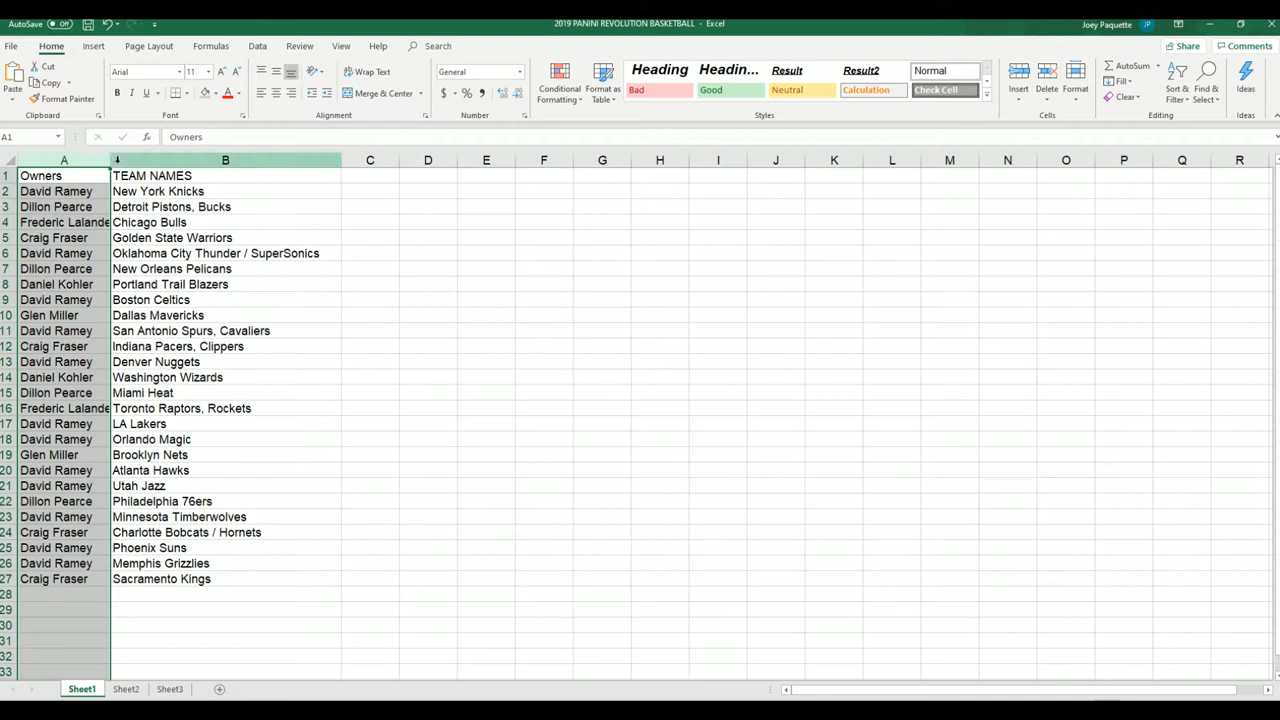 AutoSave Off 2019 PANINI REVOLUTION BASKETBALL - Excel Joey Paquette JP
File Home Insert Page Layout Formulas Data Review View Help Search Share Comments
Paste Cut Copy Format Painter Clipboard
Arial 11 A A B I U A Font
Wrap Text Merge & Center Alignment
General $ % Number
Conditional Formatting Format as Table
Heading Headin... Result Result2 Normal
Bad Good Neutral Calculation Check Cell Styles
Insert Delete Format Cells
AutoSum Fill Clear Sort & Filter Find & Select Editing
Ideas Ideas
A1 fx Owners
A B C D E F G H I J K L M N O P Q R
1 Owners TEAM NAMES
2 David Ramey New York Knicks
3 Dillon Pearce Detroit Pistons, Bucks
4 Frederic Lalande Chicago Bulls
5 Craig Fraser Golden State Warriors
6 David Ramey Oklahoma City Thunder / SuperSonics
7 Dillon Pearce New Orleans Pelicans
8 Daniel Kohler Portland Trail Blazers
9 David Ramey Boston Celtics
10 Glen Miller Dallas Mavericks
11 David Ramey San Antonio Spurs, Cavaliers
12 Craig Fraser Indiana Pacers, Clippers
13 David Ramey Denver Nuggets
14 Daniel Kohler Washington Wizards
15 Dillon Pearce Miami Heat
16 Frederic Lalande Toronto Raptors, Rockets
17 David Ramey LA Lakers
18 David Ramey Orlando Magic
19 Glen Miller Brooklyn Nets
20 David Ramey Atlanta Hawks
21 David Ramey Utah Jazz
22 Dillon Pearce Philadelphia 76ers
23 David Ramey Minnesota Timberwolves
24 Craig Fraser Charlotte Bobcats / Hornets
25 David Ramey Phoenix Suns
26 David Ramey Memphis Grizzlies
27 Craig Fraser Sacramento Kings
28
29
30
31
32
33
Sheet1 Sheet2 Sheet3